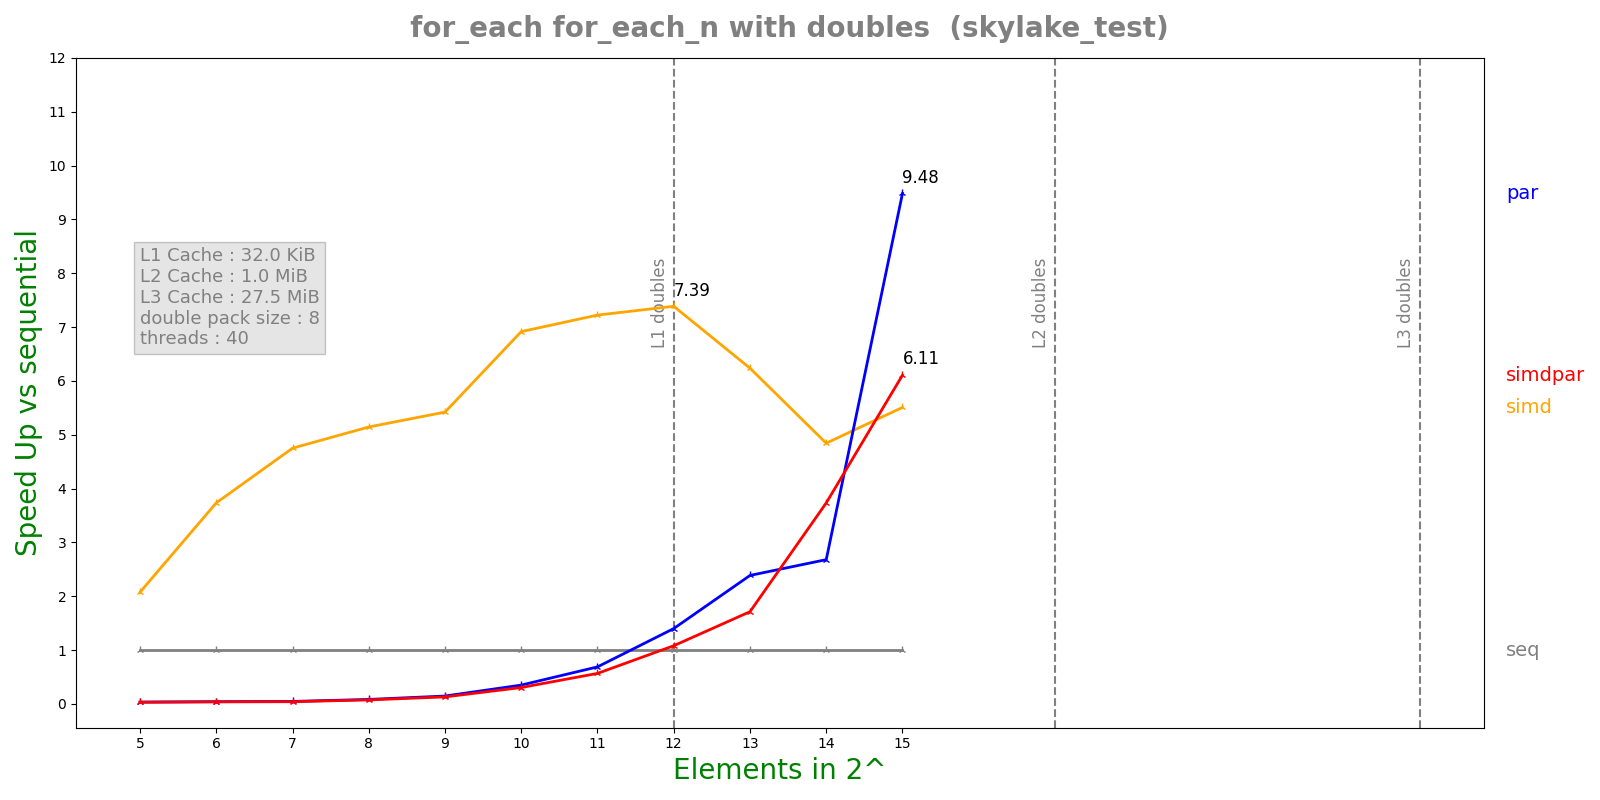 for_each for_each_n with doubles  (skylake_test)
12
11
10
9
8
7
6
5
4
3
2
1
0
Speed Up vs sequential
L1 Cache : 32.0 KiB
L2 Cache : 1.0 MiB
L3 Cache : 27.5 MiB
double pack size : 8
threads : 40
L1 doubles
L2 doubles
L3 doubles
7.39
9.48
6.11
par
simdpar
simd
seq
5 6 7 8 9 10 11 12 13 14 15
Elements in 2^